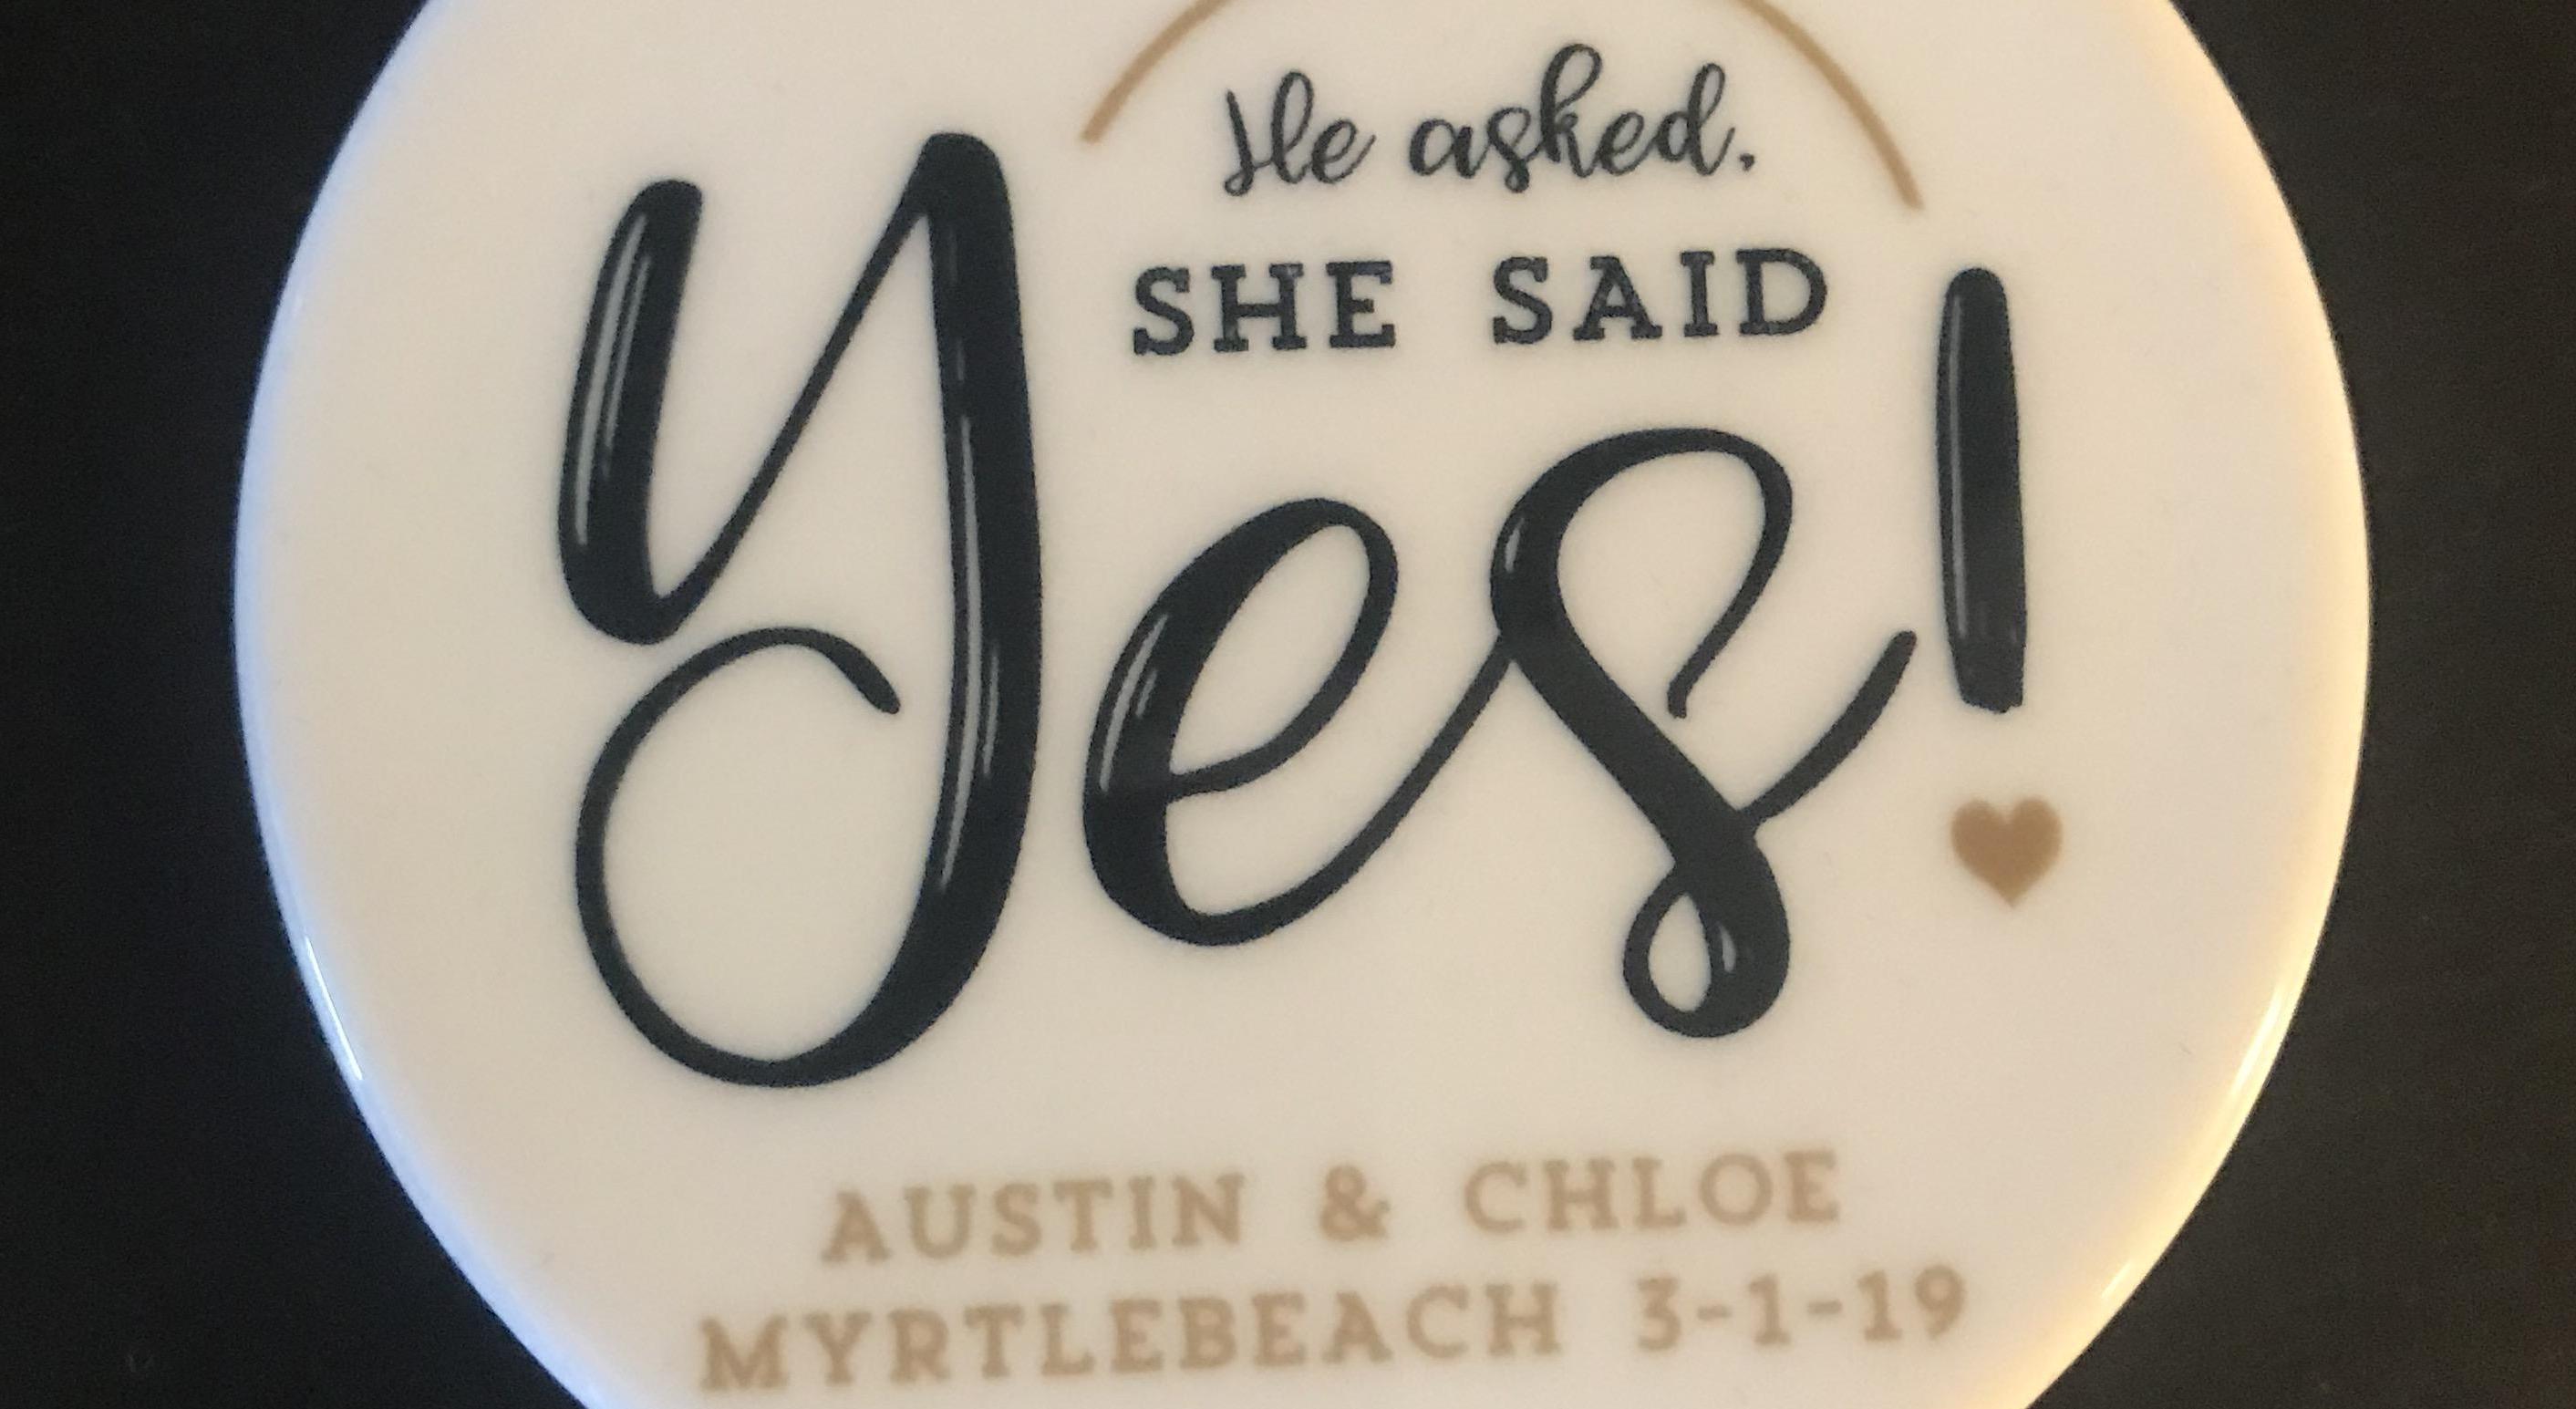 He asked.
SHE SAID
Yes!
AUSTIN & CHLOE
MYRTLEBEACH 3-1-19